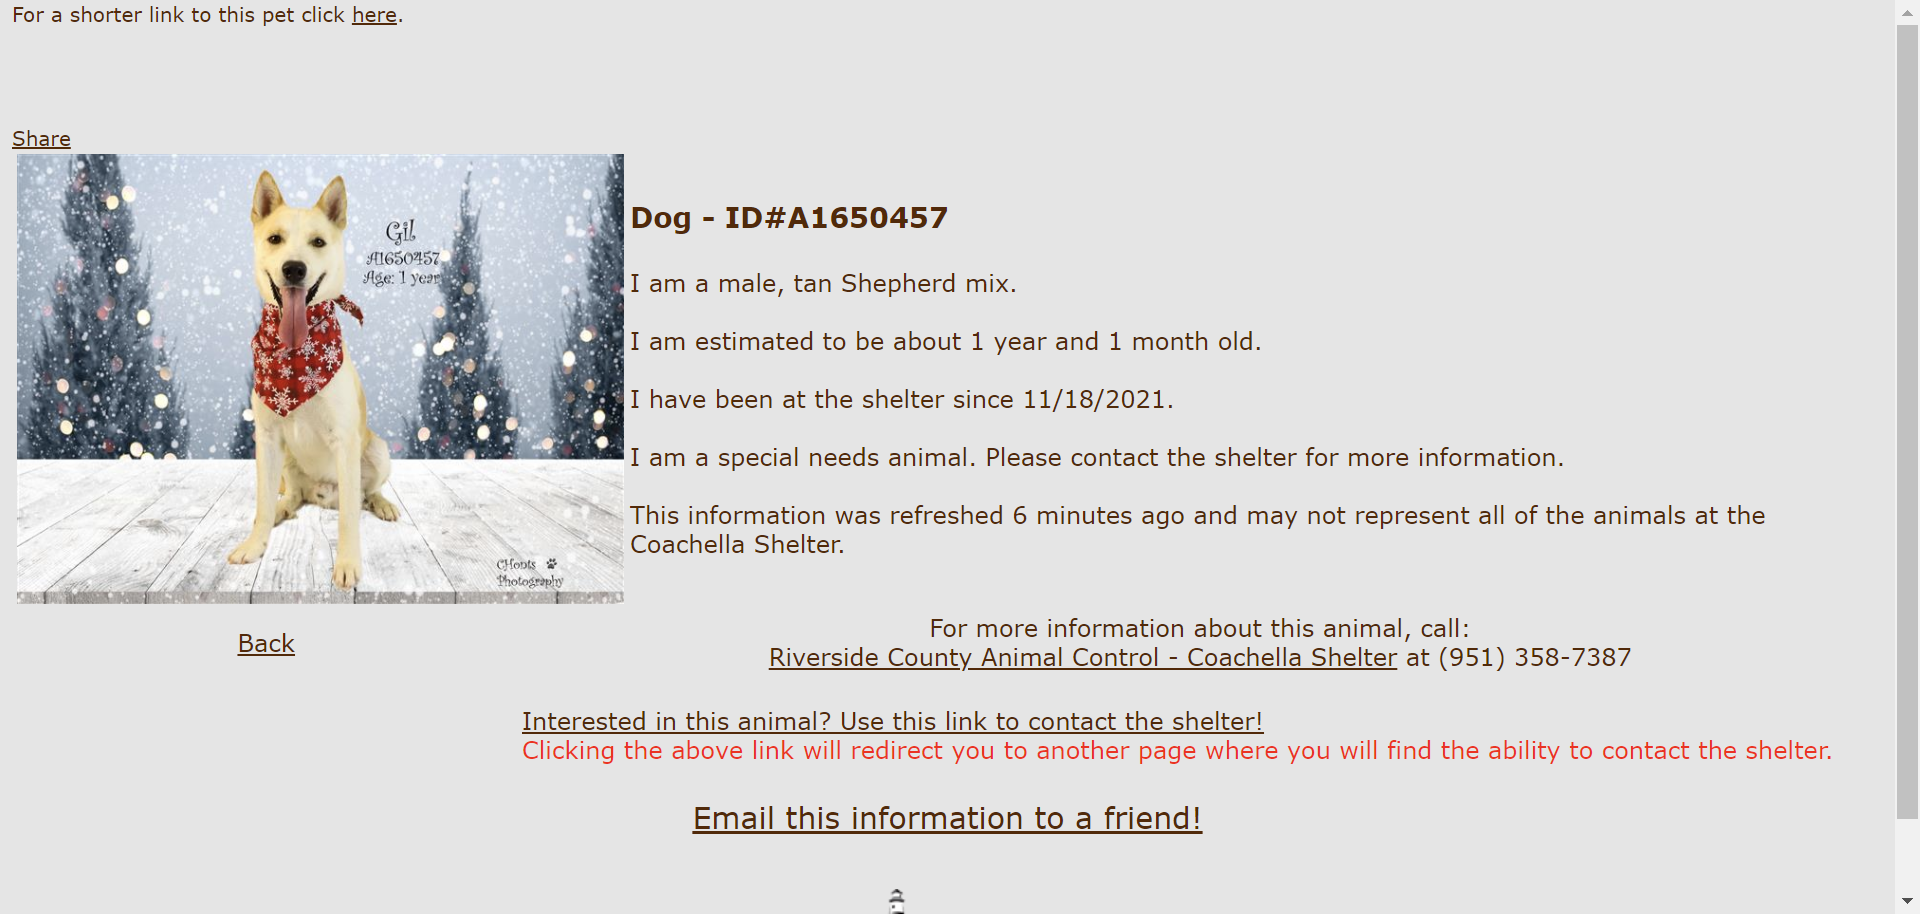 For a shorter link to this pet click here.
Share
Gil
A1650457
Age: 1 year
CHonts
Photography
Dog - ID#A1650457
I am a male, tan Shepherd mix.
I am estimated to be about 1 year and 1 month old.
I have been at the shelter since 11/18/2021.
I am a special needs animal. Please contact the shelter for more information.
This information was refreshed 6 minutes ago and may not represent all of the animals at the
Coachella Shelter.
Back
For more information about this animal, call:
Riverside County Animal Control - Coachella Shelter at (951) 358-7387
Interested in this animal? Use this link to contact the shelter!
Clicking the above link will redirect you to another page where you will find the ability to contact the shelter.
Email this information to a friend!